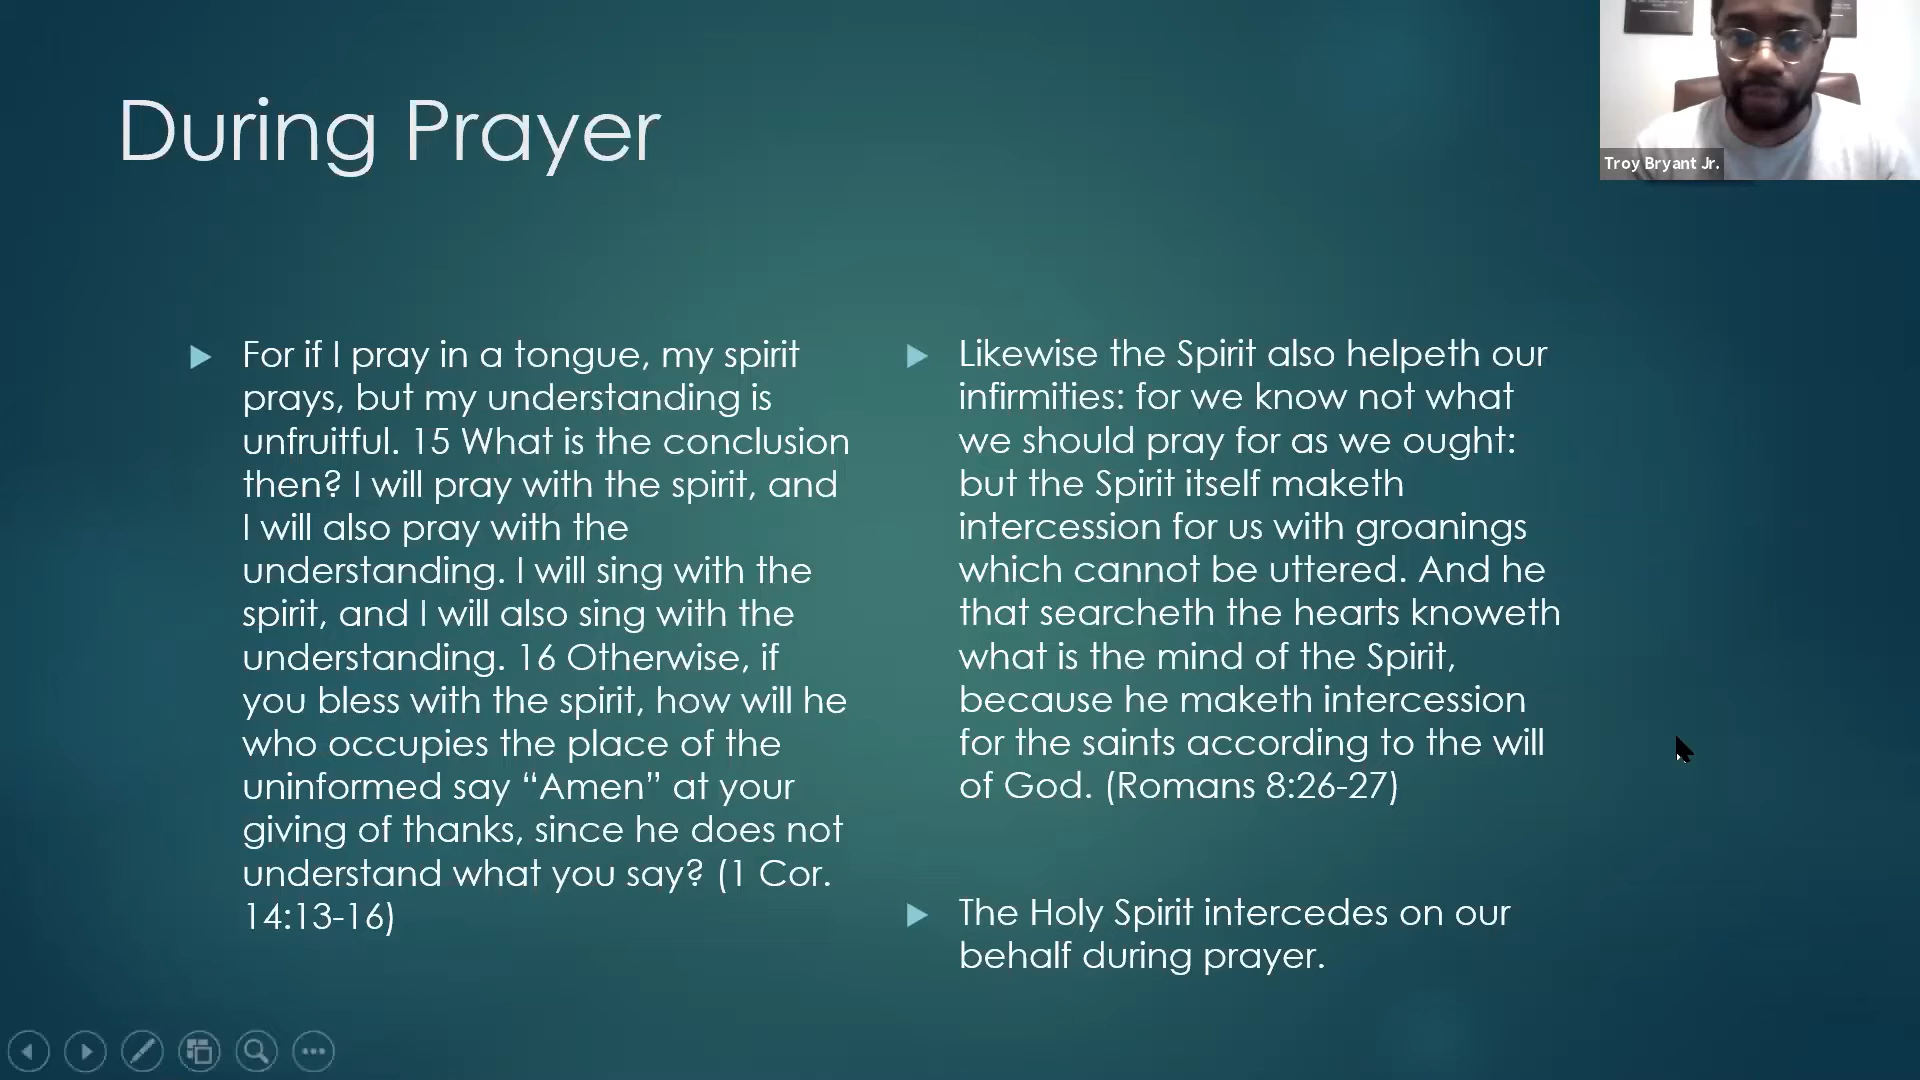 During Prayer
Troy Bryant Jr.
For if I pray in a tongue, my spirit
prays, but my understanding is
unfruitful. 15 What is the conclusion
then? I will pray with the spirit, and
I will also pray with the
understanding. I will sing with the
spirit, and I will also sing with the
understanding. 16 Otherwise, if
you bless with the spirit, how will he
who occupies the place of the
uninformed say “Amen” at your
giving of thanks, since he does not
understand what you say? (1 Cor.
14:13-16)
Likewise the Spirit also helpeth our
infirmities: for we know not what
we should pray for as we ought:
but the Spirit itself maketh
intercession for us with groanings
which cannot be uttered. And he
that searcheth the hearts knoweth
what is the mind of the Spirit,
because he maketh intercession
for the saints according to the will
of God. (Romans 8:26-27)
The Holy Spirit intercedes on our
behalf during prayer.